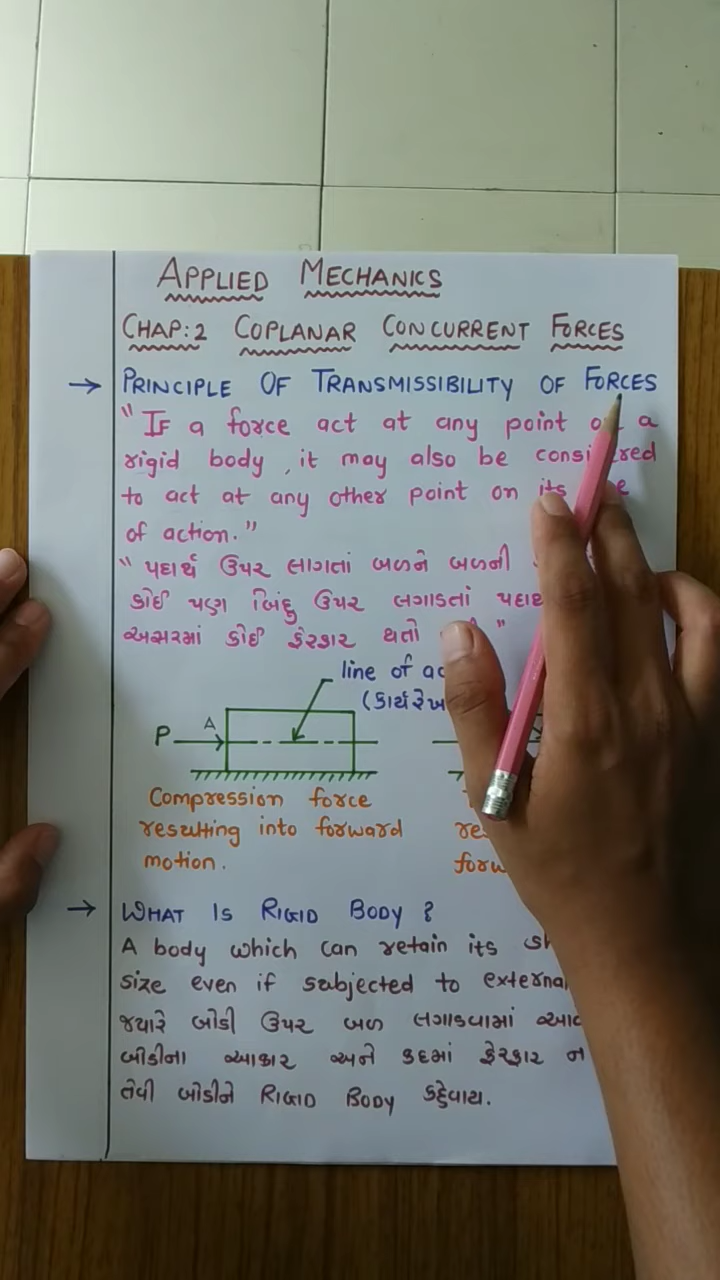 APPLIED MECHANICS
CHAP:2 COPLANAR CONCURRENT FORCES
→ PRINCIPLE OF TRANSMISSIBILITY OF FORCES
"If a force act at any point a
rigid body, it may also be
to act at any other point on its
of action."
"પદાર્થ ઉપર લાગતાં બળને બળની
કોઈ પણ બિંદુ ઉપર લગાડતાં
અસરમાં કોઈ ફેરફાર થતો "
line of
P A
Compression force
resulting into forward
motion.
→ WHAT IS RIGID BODY?
A body which can retain its
size even if subjected to external
જ્યારે બોડી ઉપર બળ લગાડવામાં
બોડીના આકાર અને કદમાં ફેરફાર ન
તેવી બોડીને RIGID BODY કહેવાય.